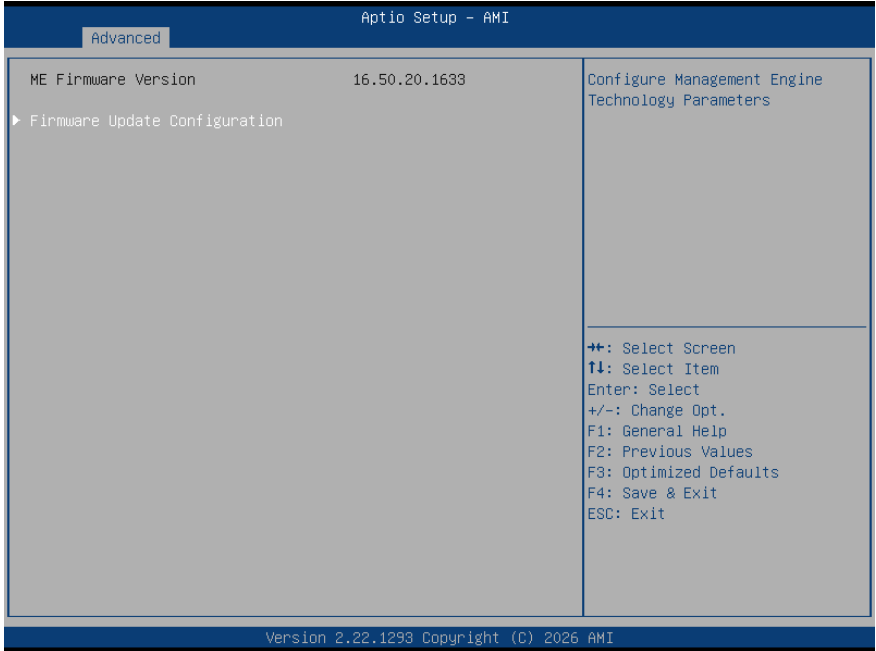 Aptio Setup – AMI
Advanced
ME Firmware Version 16.50.20.1633
Firmware Update Configuration
Configure Management Engine
Technology Parameters
→←: Select Screen
↑↓: Select Item
Enter: Select
+/-: Change Opt.
F1: General Help
F2: Previous Values
F3: Optimized Defaults
F4: Save & Exit
ESC: Exit
Version 2.22.1293 Copyright (C) 2026 AMI